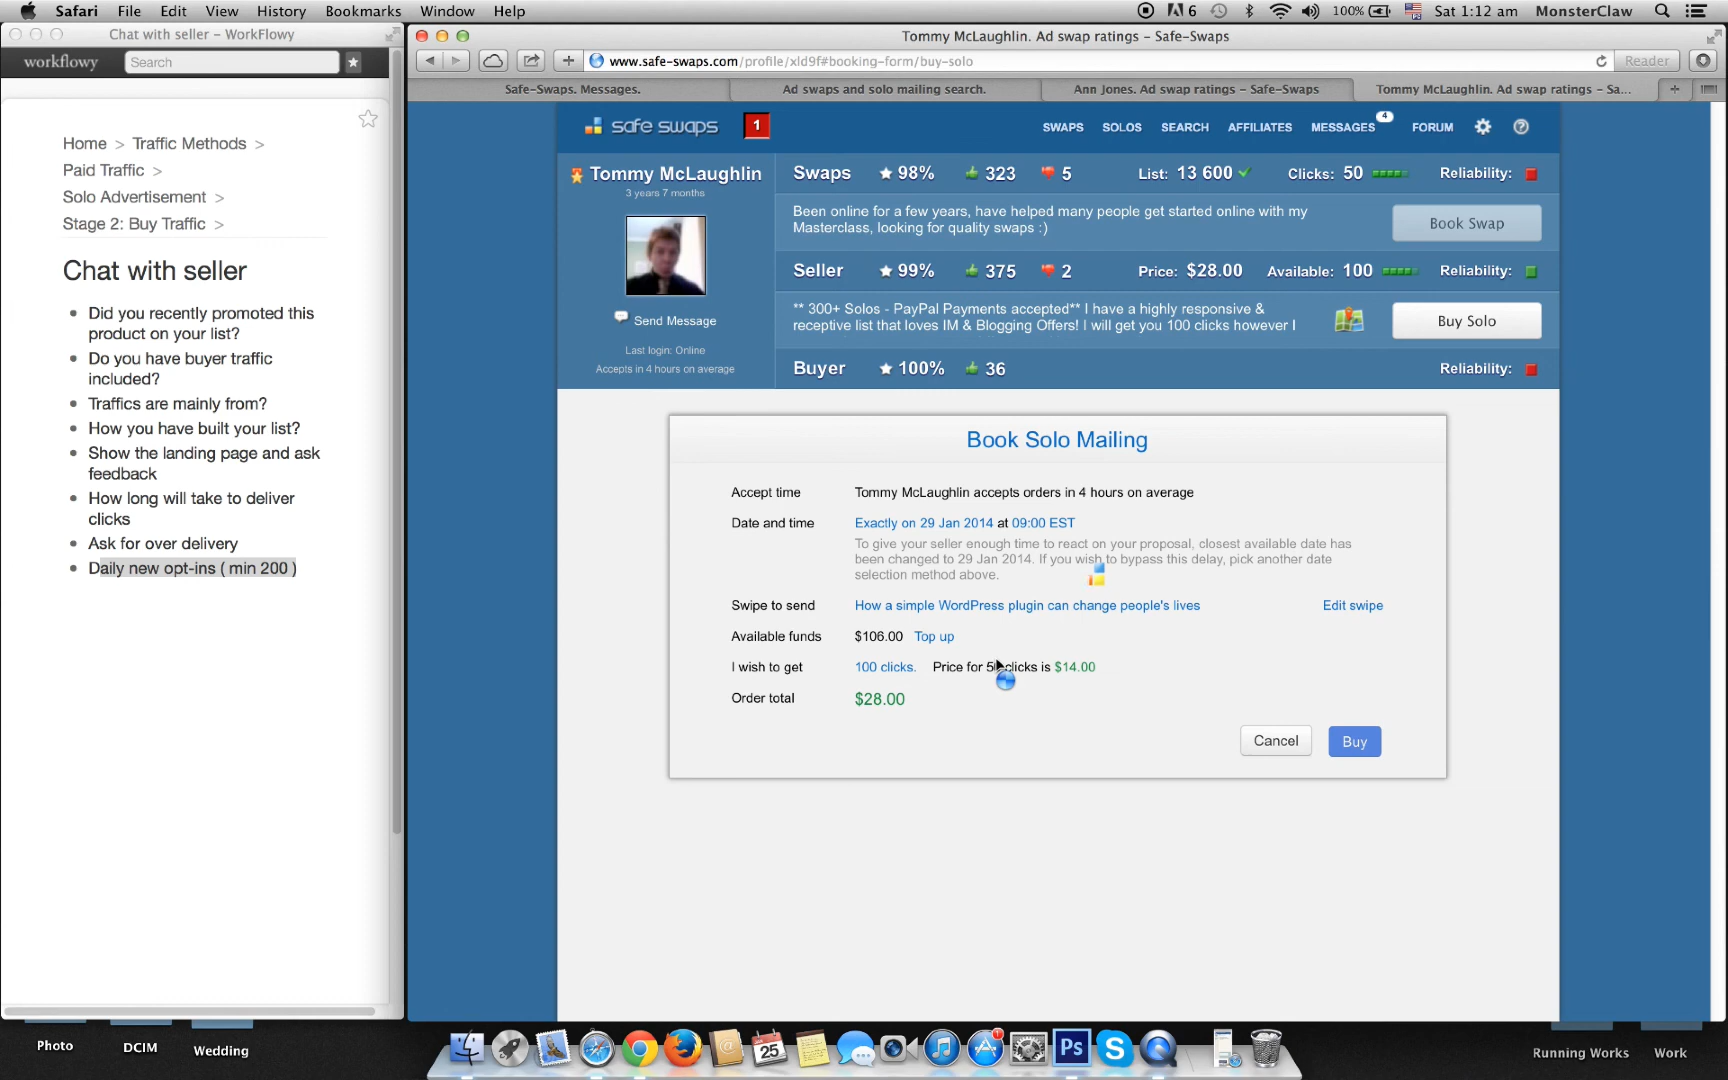 Safari File Edit View History Bookmarks Window Help
6 100% Sat 1:12 am MonsterClaw
Chat with seller – WorkFlowy
workflowy Search
Home > Traffic Methods >
Paid Traffic >
Solo Advertisement >
Stage 2: Buy Traffic >
Chat with seller
Did you recently promoted this
product on your list?
Do you have buyer traffic
included?
Traffics are mainly from?
How you have built your list?
Show the landing page and ask
feedback
How long will take to deliver
clicks
Ask for over delivery
Daily new opt-ins ( min 200 )
Tommy McLaughlin. Ad swap ratings – Safe-Swaps
www.safe-swaps.com/profile/xld9f#booking-form/buy-solo
Reader
Safe-Swaps. Messages.
Ad swaps and solo mailing search.
Ann Jones. Ad swap ratings – Safe-Swaps
Tommy McLaughlin. Ad swap ratings – Sa...
safe swaps 1
SWAPS SOLOS SEARCH AFFILIATES MESSAGES 4 FORUM
Tommy McLaughlin
3 years 7 months
Send Message
Last login: Online
Accepts in 4 hours on average
Swaps 98% 323 5 List: 13 600 Clicks: 50 Reliability:
Been online for a few years, have helped many people get started online with my
Masterclass, looking for quality swaps :)
Book Swap
Seller 99% 375 2 Price: $28.00 Available: 100 Reliability:
** 300+ Solos - PayPal Payments accepted** I have a highly responsive &
receptive list that loves IM & Blogging Offers! I will get you 100 clicks however I
Buy Solo
Buyer 100% 36 Reliability:
Book Solo Mailing
Accept time Tommy McLaughlin accepts orders in 4 hours on average
Date and time Exactly on 29 Jan 2014 at 09:00 EST
To give your seller enough time to react on your proposal, closest available date has
been changed to 29 Jan 2014. If you wish to bypass this delay, pick another date
selection method above.
Swipe to send How a simple WordPress plugin can change people's lives Edit swipe
Available funds $106.00 Top up
I wish to get 100 clicks. Price for clicks is $14.00
Order total $28.00
Cancel Buy
Photo DCIM Wedding
25
Ps
Running Works Work